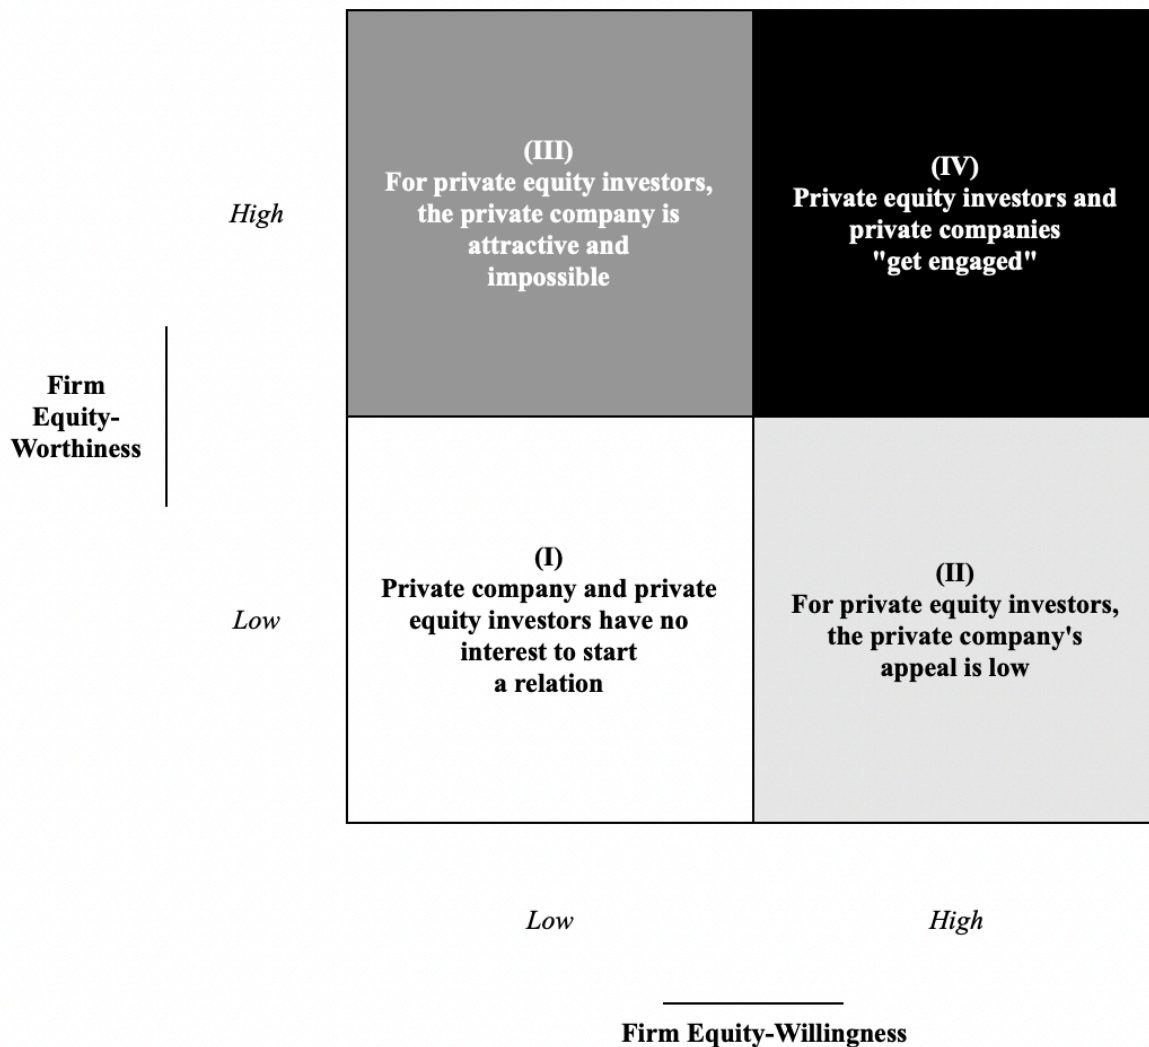 (III)
For private equity investors,
the private company is
attractive and
impossible
(IV)
Private equity investors and
private companies
"get engaged"
High
Firm
Equity-
Worthiness
(I)
Private company and private
equity investors have no
interest to start
a relation
(II)
For private equity investors,
the private company's
appeal is low
Low
Low
High
Firm Equity-Willingness